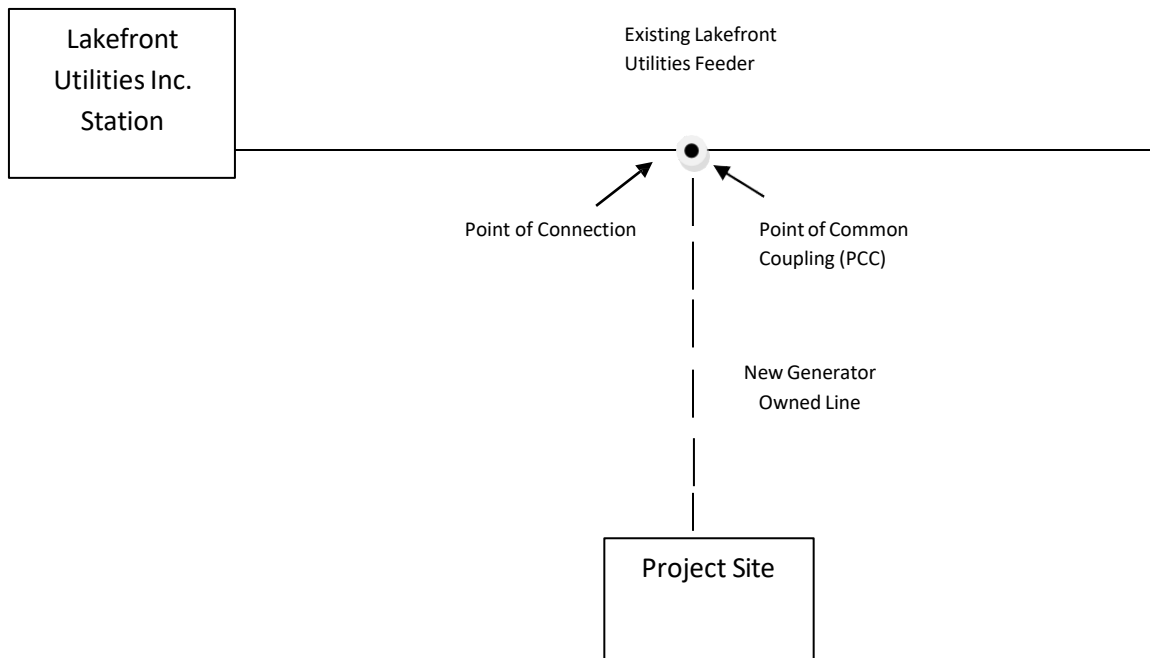 Lakefront
Utilities Inc.
Station
Existing Lakefront
Utilities Feeder
Point of Connection
Point of Common
Coupling (PCC)
New Generator
Owned Line
Project Site